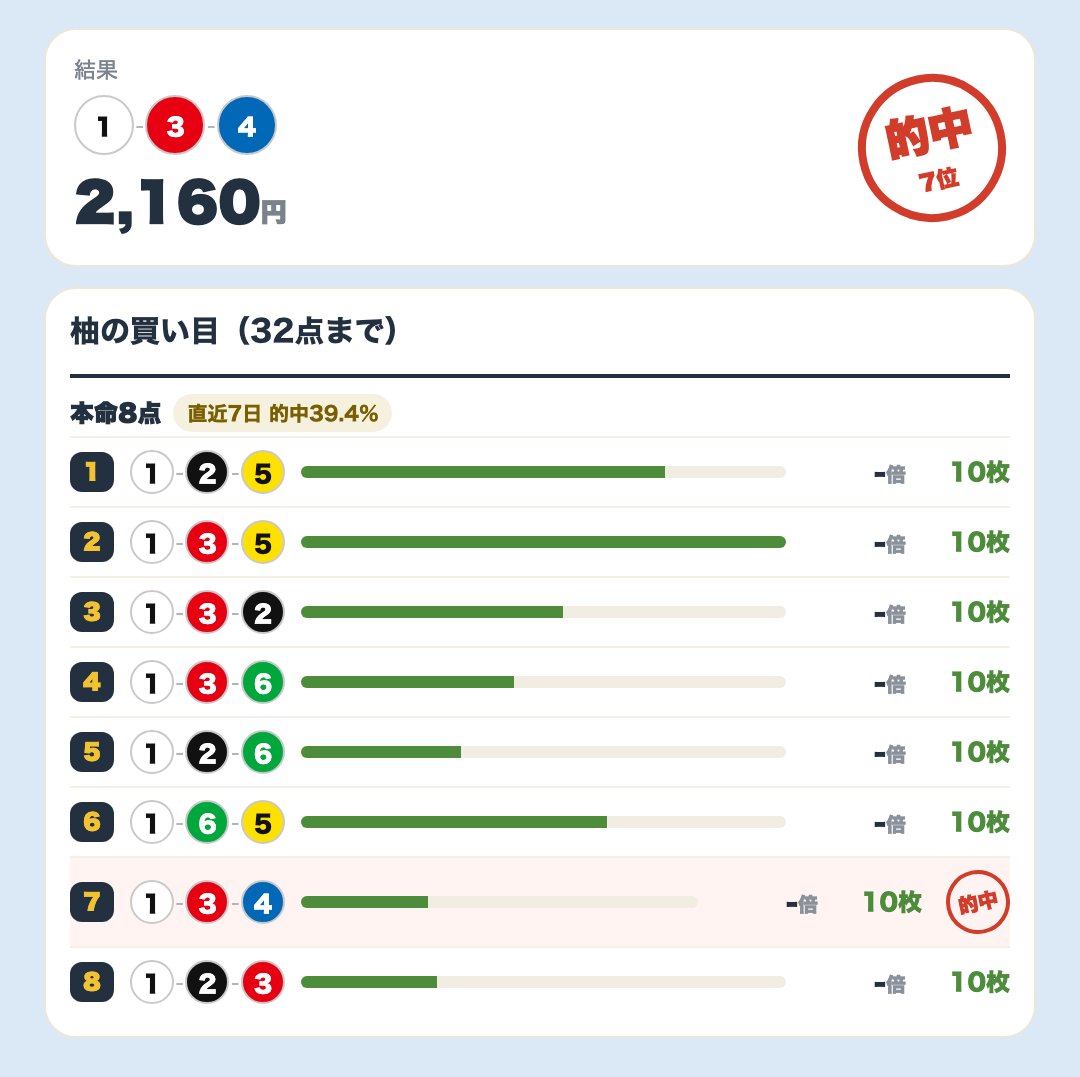 結果
1-3-4
2,160円
的中
7位
柚の買い目（32点まで）
本命8点 直近7日 的中39.4%
1 1-2-5 -倍 10枚
2 1-3-5 -倍 10枚
3 1-3-2 -倍 10枚
4 1-3-6 -倍 10枚
5 1-2-6 -倍 10枚
6 1-6-5 -倍 10枚
7 1-3-4 -倍 10枚 的中
8 1-2-3 -倍 10枚